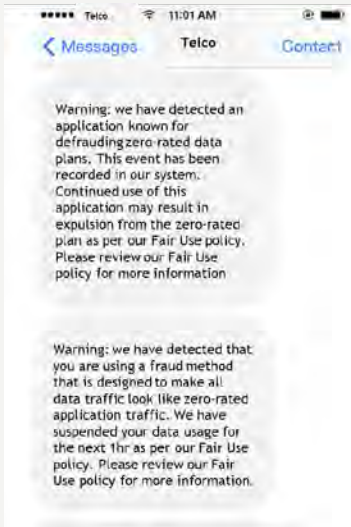 Telco 11:01 AM
Messages Telco Contact
Warning: we have detected an
application known for
defrauding zero-rated data
plans. This event has been
recorded in our system.
Continued use of this
application may result in
expulsion from the zero-rated
plan as per our Fair Use policy.
Please review our Fair Use
policy for more information
Warning: we have detected that
you are using a fraud method
that is designed to make all
data traffic look like zero-rated
application traffic. We have
suspended your data usage for
the next 1hr as per our Fair Use
policy. Please review our Fair
Use policy for more information.